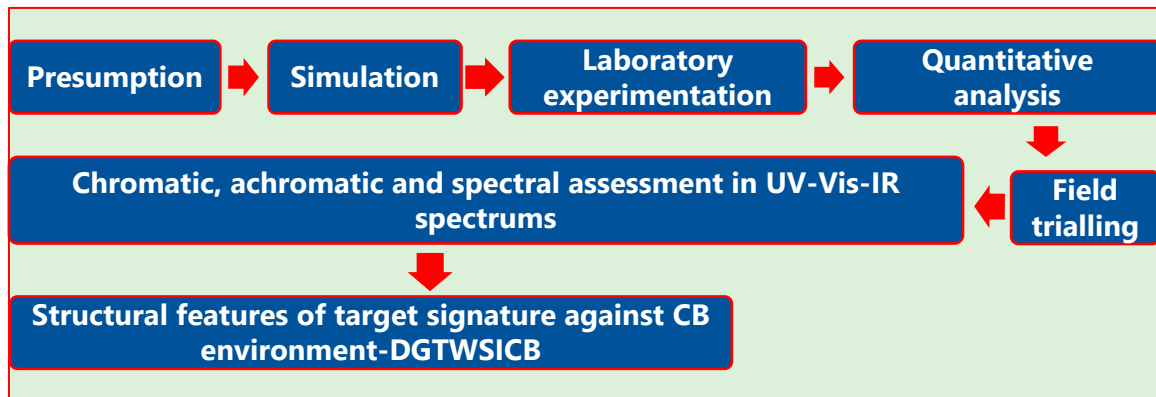 Presumption
Simulation
Laboratory
experimentation
Quantitative
analysis
Field
trialling
Chromatic, achromatic and spectral assessment in UV-Vis-IR
spectrums
Structural features of target signature against CB
environment-DGTWSICB